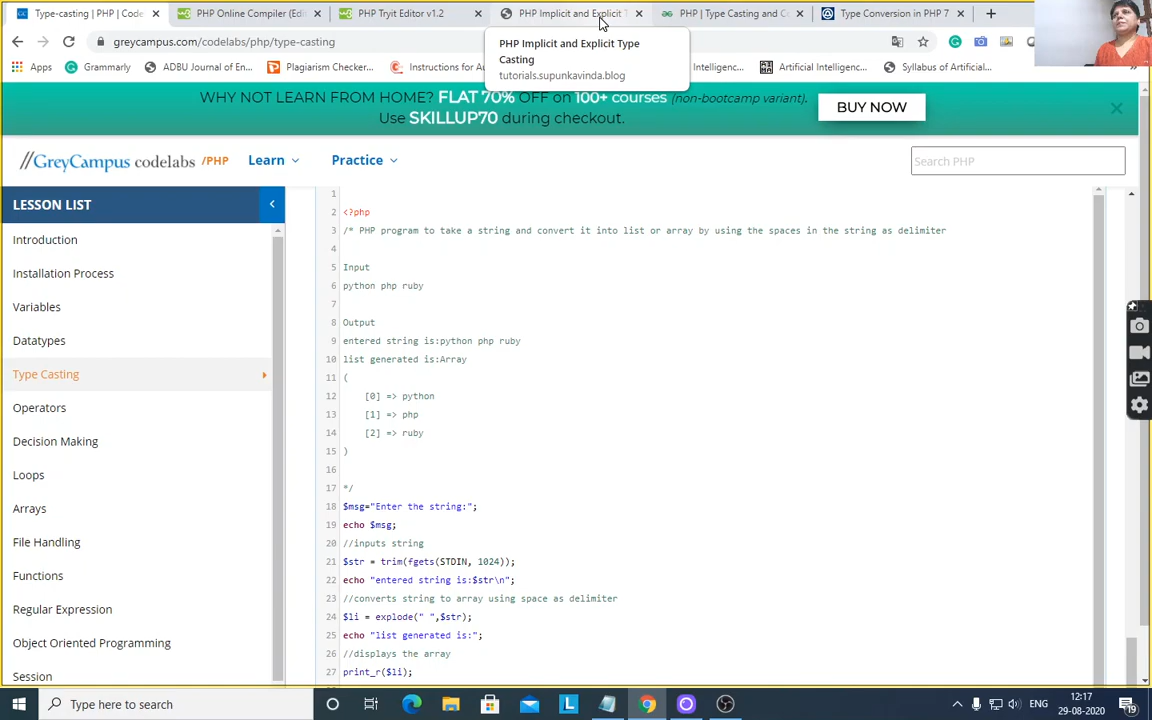 Type-casting | PHP | Code
PHP Online Compiler (Edi
PHP Tryit Editor v1.2
PHP Implicit and Explicit
PHP | Type Casting and C
Type Conversion in PHP 7
greycampus.com/codelabs/php/type-casting
PHP Implicit and Explicit Type
Casting
tutorials.supunkavinda.blog
Apps
Grammarly
ADBU Journal of En...
Plagiarism Checker...
Instructions for Au
Intelligenc...
Artificial Intelligenc...
Syllabus of Artificial...
WHY NOT LEARN FROM HOME? FLAT 70% OFF on 100+ courses (non-bootcamp variant).
Use SKILLUP70 during checkout.
BUY NOW
//GreyCampus codelabs /PHP
Learn
Practice
Search PHP
LESSON LIST
Introduction
Installation Process
Variables
Datatypes
Type Casting
Operators
Decision Making
Loops
Arrays
File Handling
Functions
Regular Expression
Object Oriented Programming
Session
1
2 <?php
3 /* PHP program to take a string and convert it into list or array by using the spaces in the string as delimiter
4
5 Input
6 python php ruby
7
8 Output
9 entered string is:python php ruby
10 list generated is:Array
11 (
12 [0] => python
13 [1] => php
14 [2] => ruby
15 )
16
17 */
18 $msg="Enter the string:";
19 echo $msg;
20 //inputs string
21 $str = trim(fgets(STDIN, 1024));
22 echo "entered string is:$str\n";
23 //converts string to array using space as delimiter
24 $li = explode(" ",$str);
25 echo "list generated is:";
26 //displays the array
27 print_r($li);
Type here to search
ENG
12:17
29-08-2020
19